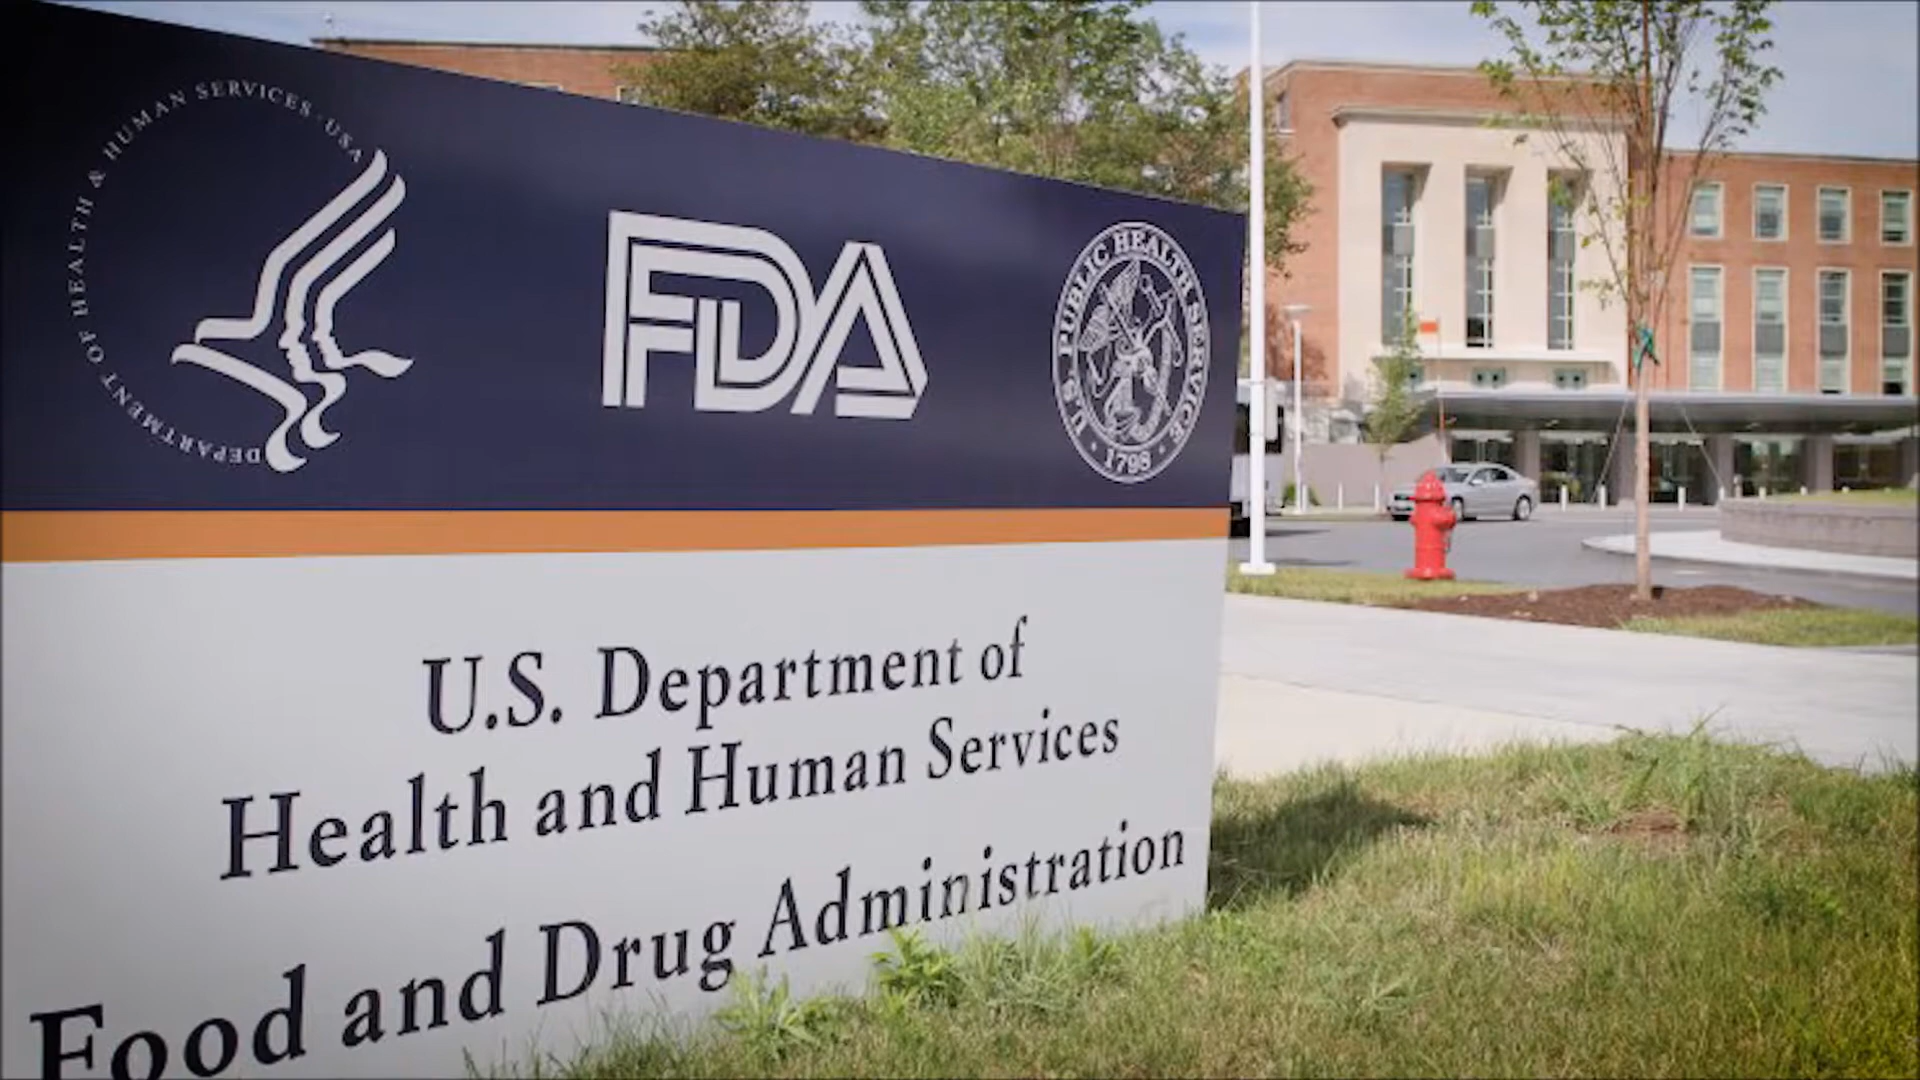 DEPARTMENT OF HEALTH & HUMAN SERVICES · USA
FDA
U.S. PUBLIC HEALTH SERVICE
· 1798 ·
U.S. Department of
Health and Human Services
Food and Drug Administration